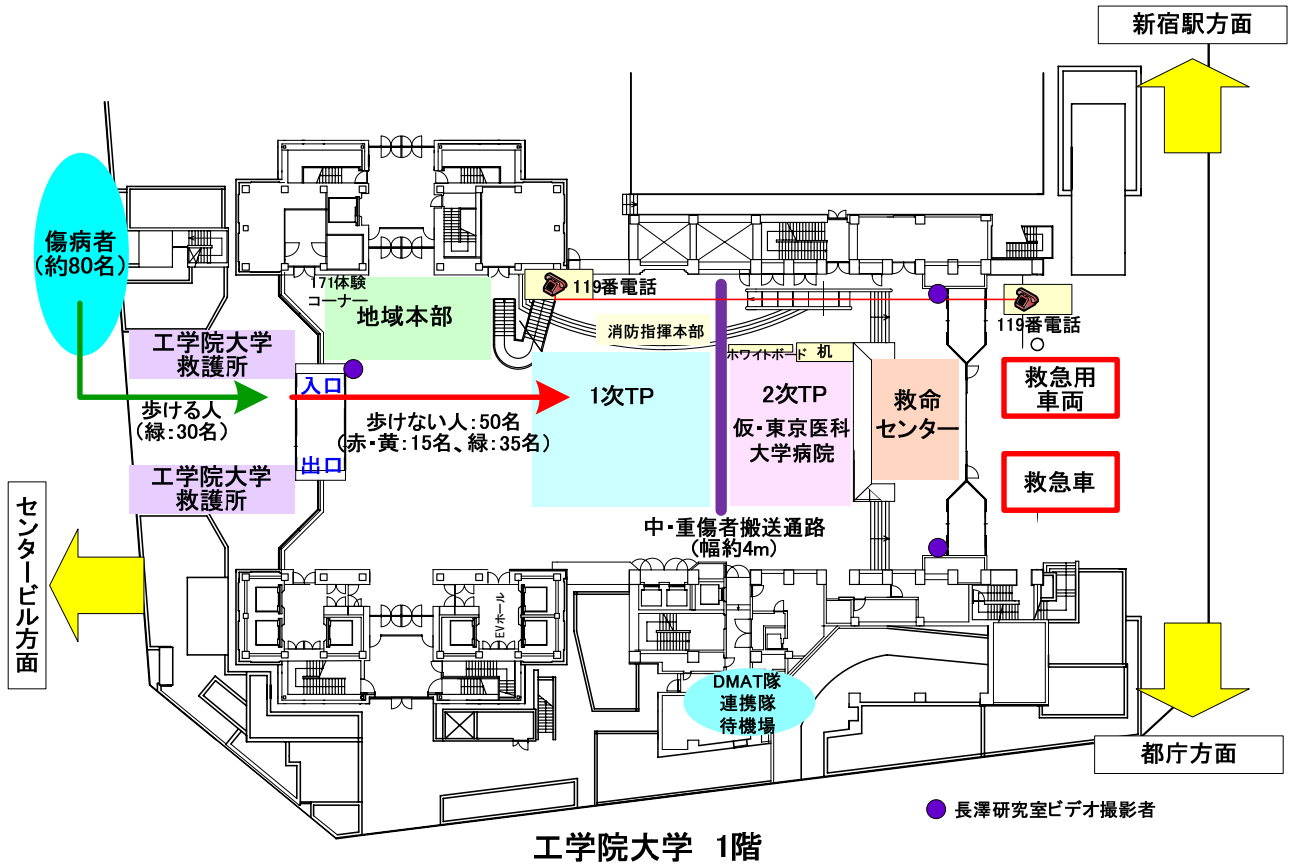 新宿駅方面
傷病者
(約80名)
171体験
コーナー
地域本部
119番電話
消防指揮本部
119番電話
工学院大学
救護所
入口
歩ける人
(緑:30名)
歩けない人:50名
(赤・黄:15名、緑:35名)
1次TP
ホワイトボード
机
2次TP
仮・東京医科
大学病院
救命
センター
救急用
車両
救急車
出口
工学院大学
救護所
中・重傷者搬送通路
(幅約4m)
センタービル方面
EVホール
DMAT隊
連携隊
待機場
都庁方面
長澤研究室ビデオ撮影者
工学院大学 1階